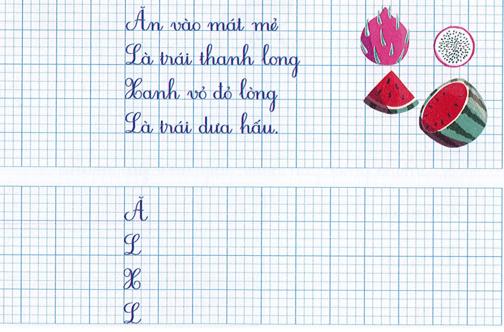 Ăn vào mát mẻ
Là trái thanh long
Xanh vỏ đỏ lòng
Là trái dưa hấu.
Ă
L
X
L